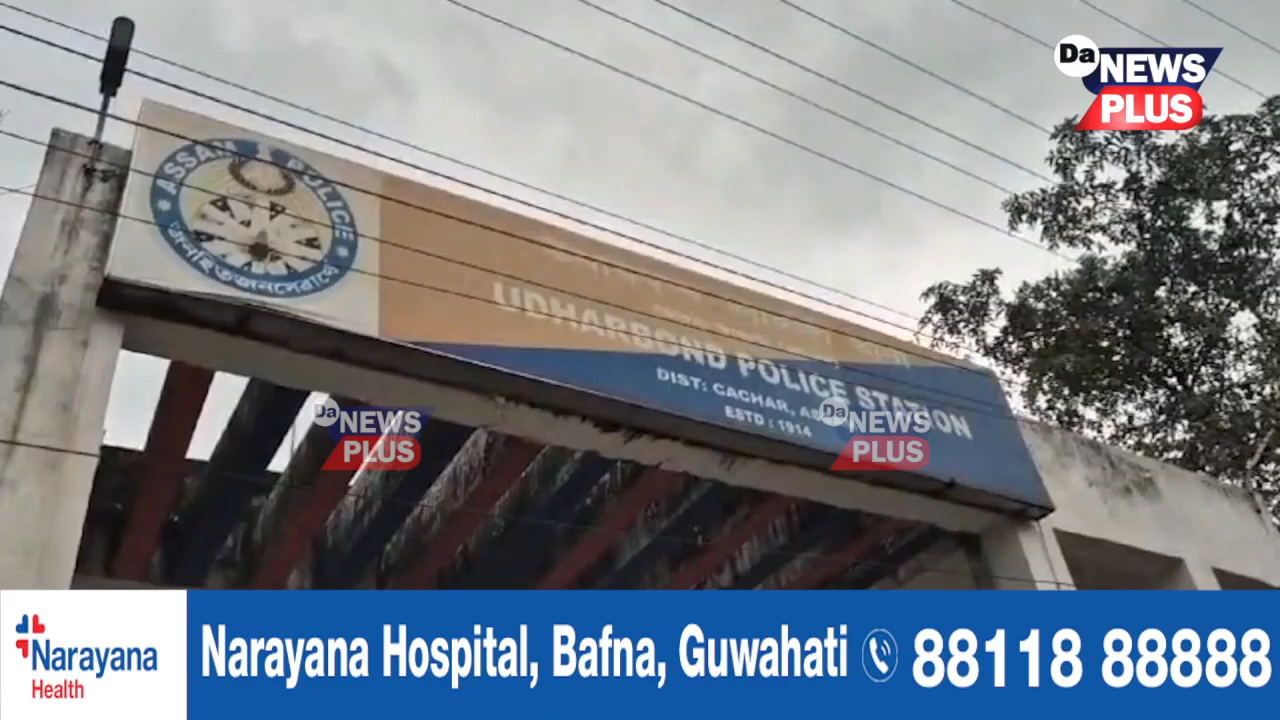 Da
NEWS
PLUS
ASSAM POLICE
UDHARBOND POLICE STATION
DIST: CACHAR,
ESTD : 1914
Da
NEWS
PLUS
Da
NEWS
PLUS
Narayana
Health
Narayana Hospital, Bafna, Guwahati
88118 88888